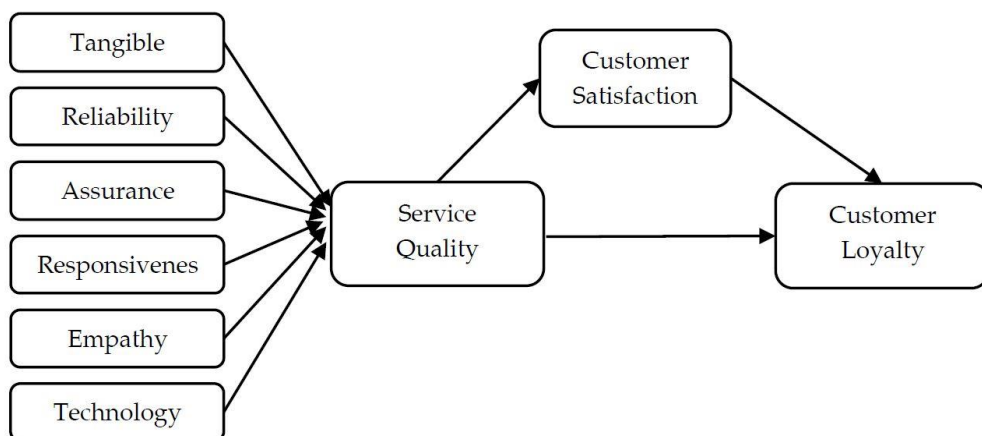 Tangible
Reliability
Assurance
Responsivenes
Empathy
Technology
Service
Quality
Customer
Satisfaction
Customer
Loyalty